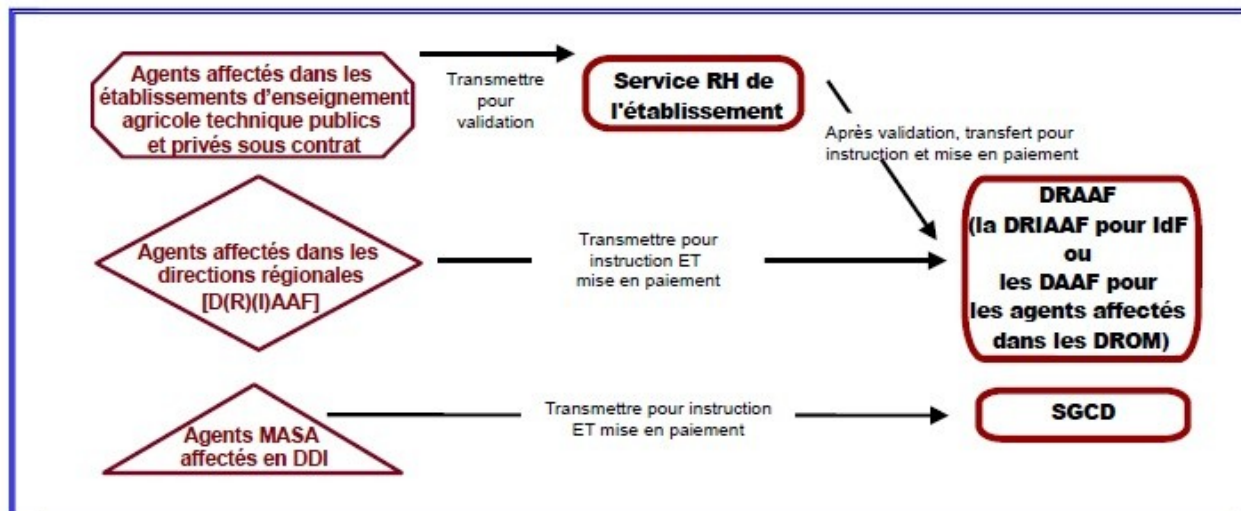 Agents affectés dans les
établissements d'enseignement
agricole technique publics
et privés sous contrat
Transmettre
pour
validation
Service RH de
l'établissement
Après validation, transfert pour
instruction et mise en paiement
Agents affectés dans les
directions régionales
[D(R)(I)AAF]
Transmettre pour
instruction ET
mise en paiement
DRAAF
(la DRIAAF pour IdF
ou
les DAAF pour
les agents affectés
dans les DROM)
Agents MASA
affectés en DDI
Transmettre pour instruction
ET mise en paiement
SGCD